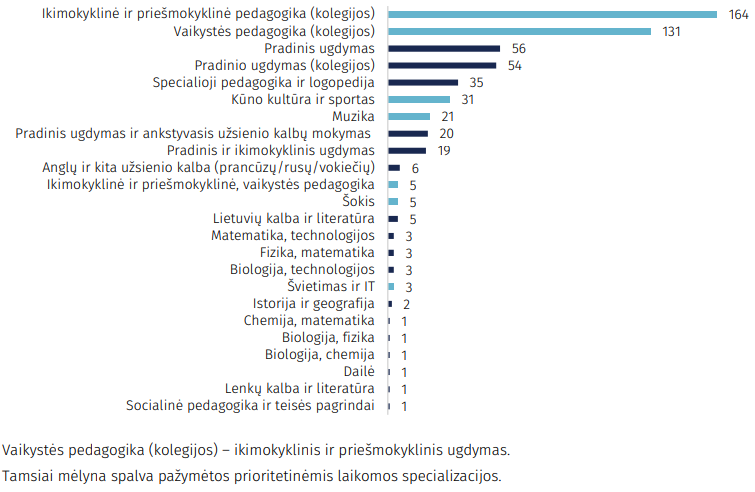 Ikimokyklinė ir priešmokyklinė pedagogika (kolegijos) 164
Vaikystės pedagogika (kolegijos) 131
Pradinis ugdymas 56
Pradinio ugdymas (kolegijos) 54
Specialioji pedagogika ir logopedija 35
Kūno kultūra ir sportas 31
Muzika 21
Pradinis ugdymas ir ankstyvasis užsienio kalbų mokymas 20
Pradinis ir ikimokyklinis ugdymas 19
Anglų ir kita užsienio kalba (prancūzų/rusų/vokiečių) 6
Ikimokyklinė ir priešmokyklinė, vaikystės pedagogika 5
Šokis 5
Lietuvių kalba ir literatūra 5
Matematika, technologijos 3
Fizika, matematika 3
Biologija, technologijos 3
Švietimas ir IT 3
Istorija ir geografija 2
Chemija, matematika 1
Biologija, fizika 1
Biologija, chemija 1
Dailė 1
Lenkų kalba ir literatūra 1
Socialinė pedagogika ir teisės pagrindai 1
Vaikystės pedagogika (kolegijos) – ikimokyklinis ir priešmokyklinis ugdymas.
Tamsiai mėlyna spalva pažymėtos prioritetinėmis laikomos specializacijos.